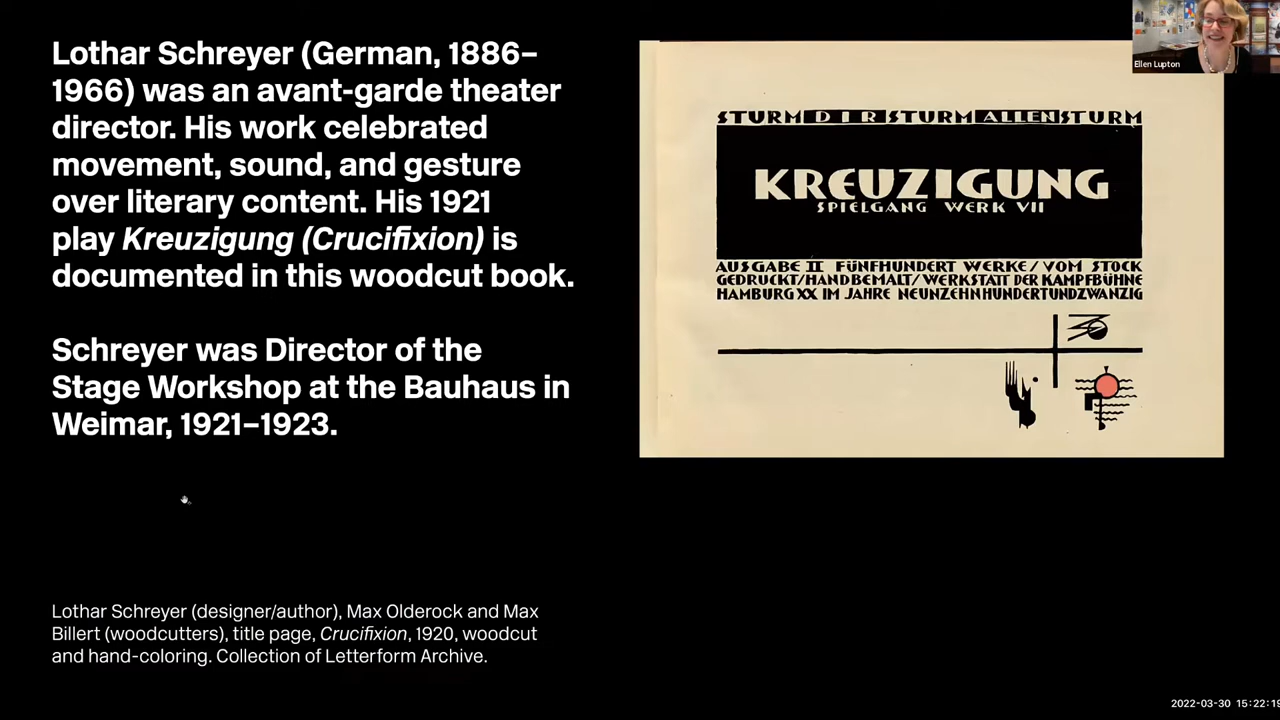 Lothar Schreyer (German, 1886–
1966) was an avant-garde theater
director. His work celebrated
movement, sound, and gesture
over literary content. His 1921
play Kreuzigung (Crucifixion) is
documented in this woodcut book.
Schreyer was Director of the
Stage Workshop at the Bauhaus in
Weimar, 1921–1923.
Lothar Schreyer (designer/author), Max Olderock and Max
Billert (woodcutters), title page, Crucifixion, 1920, woodcut
and hand-coloring. Collection of Letterform Archive.
STURM DIR STURM ALLEN STURM
KREUZIGUNG
SPIELGANG WERK VII
AUSGABE II FÜNFHUNDERT WERKE/VOM STOCK
GEDRUCKT/HANDBEMALT/WERKSTATT DER KAMPFBÜHNE
HAMBURG XX IM JAHRE NEUNZEHNHUNDERTUNDZWANZIG
Ellen Lupton
2022-03-30 15:22:19